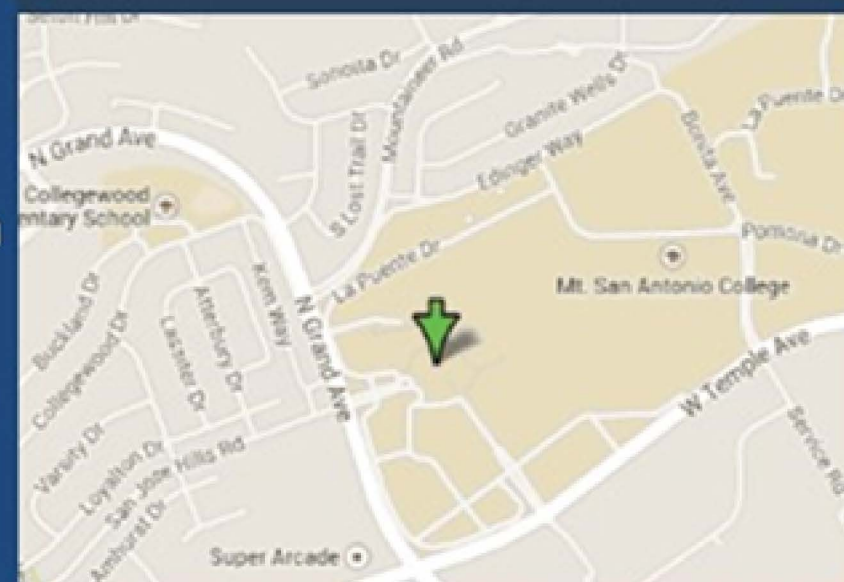 Sonoita Dr
Mountaineer Rd
Granite Wells Dr
La Puente Dr
N Grand Ave
S Lost Trail Dr
Edinger Way
Bonita Ave
Collegewood
entary School
La Puente Dr
Pomona Dr
Mt. San Antonio College
Buckland Dr
Kem Way
Atterbury Dr
N Grand Ave
Collegewood Dr
Lassiter Dr
W Temple Ave
Varsity Dr
Loyalton Dr
San Jose Hills Rd
Service Rd
Amhurst Dr
Super Arcade